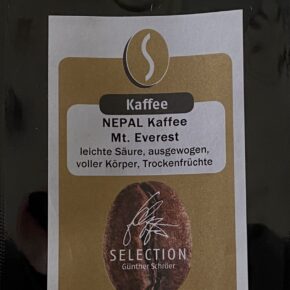 Kaffee
NEPAL Kaffee
Mt. Everest
leichte Säure, ausgewogen,
voller Körper, Trockenfrüchte
SELECTION
Günther Schröer